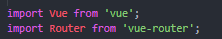 import Vue from 'vue';
import Router from 'vue-router';